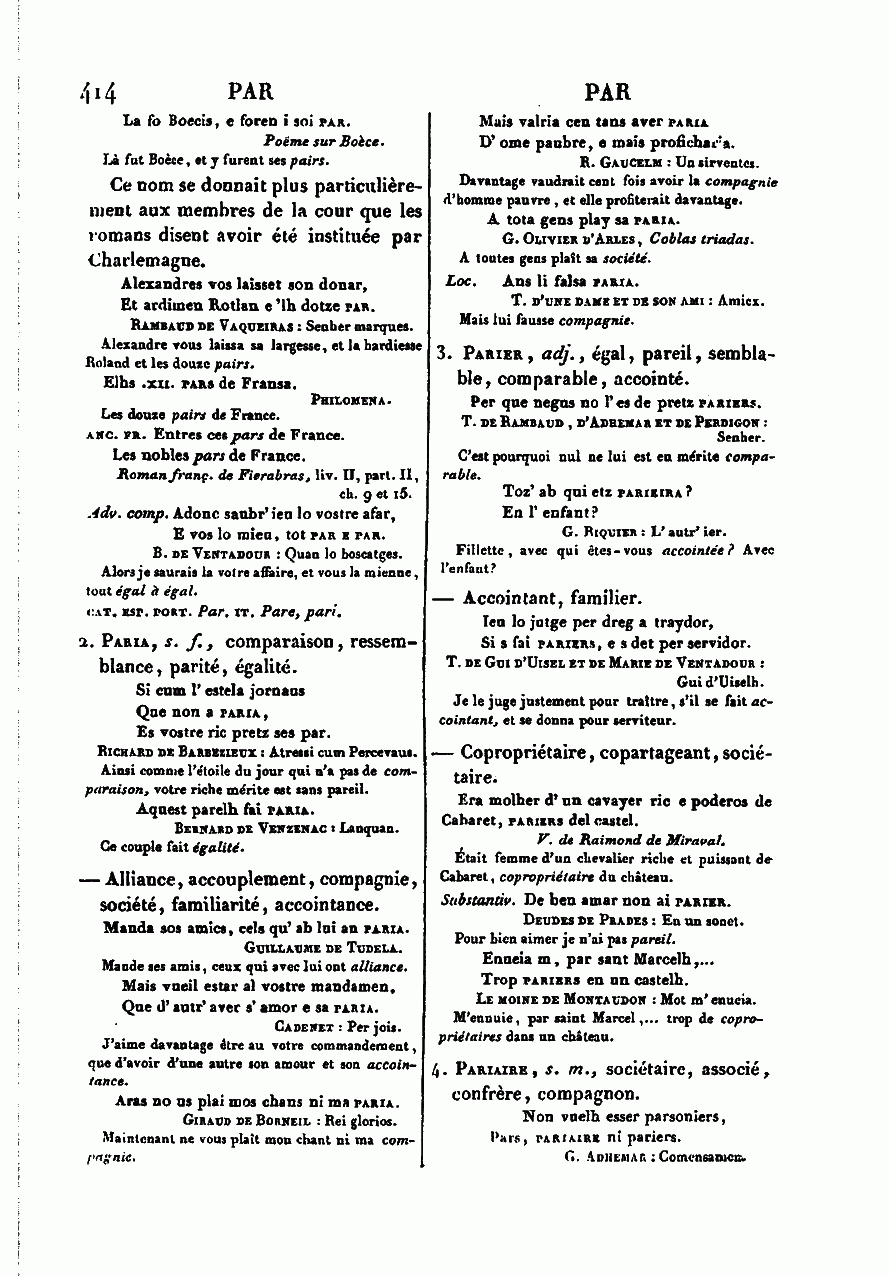 414 PAR PAR
La fo Boecis, e foren i soi PAR.
Poëme sur Boèce.
Là fut Boèce, et y furent ses pairs.
Ce nom se donnait plus particulière-
ment aux membres de la cour que les
romans disent avoir été instituée par
Charlemagne.
Alexandres vos laisset son donar,
Et ardimen Rotlan e 'lh dotze PAR.
RAMBAUD DE VAQUEIRAS : Senher marques.
Alexandre vous laissa sa largesse, et la hardiesse
Roland et les douze pairs.
Elhs .XII. PARS de Fransa.
PHILOMENA.
Les douze pairs de France.
ANC. FR. Entres ces pars de France.
Les nobles pars de France.
Roman franç. de Fierabras, liv. II, part. II,
ch. 9 et 15.
Adv. comp. Adonc saubr' ieu lo vostre afar,
E vos lo mieu, tot PAR E PAR.
B. DE VENTADOUR : Quan lo boscatges.
Alors je saurais la votre affaire, et vous la mienne,
tout égal à égal.
CAT. ESP. PORT. Par. IT. Pare, pari.
2. PARIA, s. f., comparaison, ressem-
blance, parité, égalité.
Si cum l' estela jornaus
Que non a PARIA,
Es vostre ric pretz ses par.
RICHARD DE BARBEZIEUX : Atressi cum Percevaus.
Ainsi comme l'étoile du jour qui n'a pas de com-
paraison, votre riche mérite est sans pareil.
Aquest parelh fai PARIA.
BERNARD DE VENZENAC : Lanquan.
Ce couple fait égalité.
— Alliance, accouplement, compagnie,
société, familiarité, accointance.
Manda sos amics, cels qu' ab lui an PARIA.
GUILLAUME DE TUDELA.
Mande ses amis, ceux qui avec lui ont alliance.
Mais vueil estar al vostre mandamen,
Que d' autr' aver s' amor e sa PARIA.
CADENET : Per jois.
J'aime davantage être au votre commandement,
que d'avoir d'une autre son amour et son accoin-
tance.
Aras no us plai mos chans ni ma PARIA.
GIRAUD DE BORNEIL : Rei glorios.
Maintenant ne vous plaît mon chant ni ma com-
pagnie.
Mais valria cen tans aver PARIA
D' ome paubre, e mais profichar'a.
R. GAUCELM : Un sirventes.
Davantage vaudrait cent fois avoir la compagnie
d'homme pauvre, et elle profiterait davantage.
A tota gens play sa PARIA.
G. OLIVIER D'ARLES, Coblas triadas.
A toutes gens plaît sa société.
Loc. Ans li falsa PARIA.
T. D'UNE DAME ET DE SON AMI : Amicx.
Mais lui fausse compagnie.
3. PARIER, adj., égal, pareil, sembla-
ble, comparable, accointé.
Per que negus no l' es de pretz PARIERS.
T. DE RAMBAUD, D'ADHEMAR ET DE PERDIGON :
Senher.
C'est pourquoi nul ne lui est en mérite compa-
rable.
Toz' ab qui etz PARIEIRA ?
En l' enfant ?
G. RIQUIER : L' autr' ier.
Fillette, avec qui êtes-vous accointée ? Avec
l'enfant ?
— Accointant, familier.
Ieu lo jutge per dreg a traydor,
Si s fai PARIERS, e s det per servidor.
T. DE GUI D'UISEL ET DE MARIE DE VENTADOUR :
Gui d'Uiselh.
Je le juge justement pour traître, s'il se fait ac-
cointant, et se donna pour serviteur.
— Copropriétaire, copartageant, socié-
taire.
Era molher d' un cavayer ric e poderos de
Cabaret, PARIERS del castel.
V. de Raimond de Miraval.
Était femme d'un chevalier riche et puissant de
Cabaret, copropriétaire du château.
Substantiv. De ben amar non ai PARIER.
DEUDES DE PRADES : En un sonet.
Pour bien aimer je n'ai pas pareil.
Enueia m, par sant Marcelh,...
Trop PARIERS en un castelh.
LE MOINE DE MONTAUDON : Mot m' enueia.
M'ennuie, par saint Marcel,... trop de copro-
priétaires dans un château.
4. PARIAIRE, s. m., sociétaire, associé,
confrère, compagnon.
Non vuelh esser parsoniers,
Pars, PARIAIRE ni pariers.
G. ADHEMAR : Comensamen.